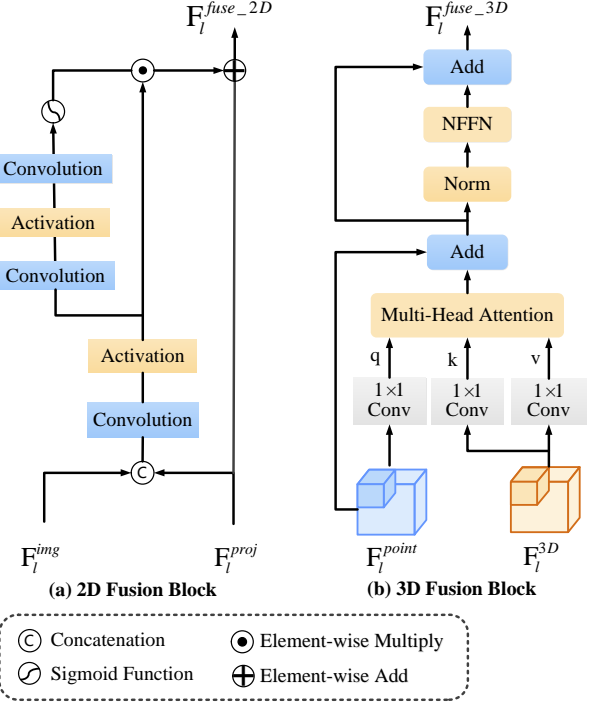 F_l^{fuse_2D}
Convolution
Activation
Convolution
Activation
Convolution
C
F_l^{img}
F_l^{proj}
(a) 2D Fusion Block
F_l^{fuse_3D}
Add
NFFN
Norm
Add
Multi-Head Attention
q
k
v
1×1
Conv
1×1
Conv
1×1
Conv
F_l^{point}
F_l^{3D}
(b) 3D Fusion Block
C Concatenation
Element-wise Multiply
Sigmoid Function
Element-wise Add